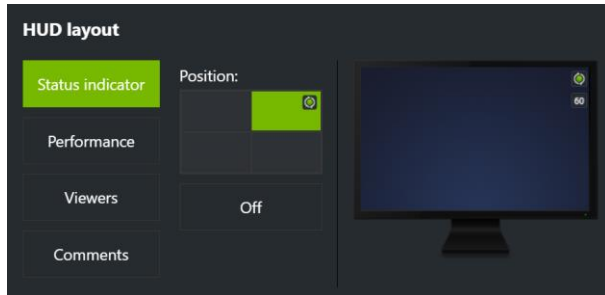 HUD layout
Status indicator
Position:
Performance
Viewers
Off
Comments
60